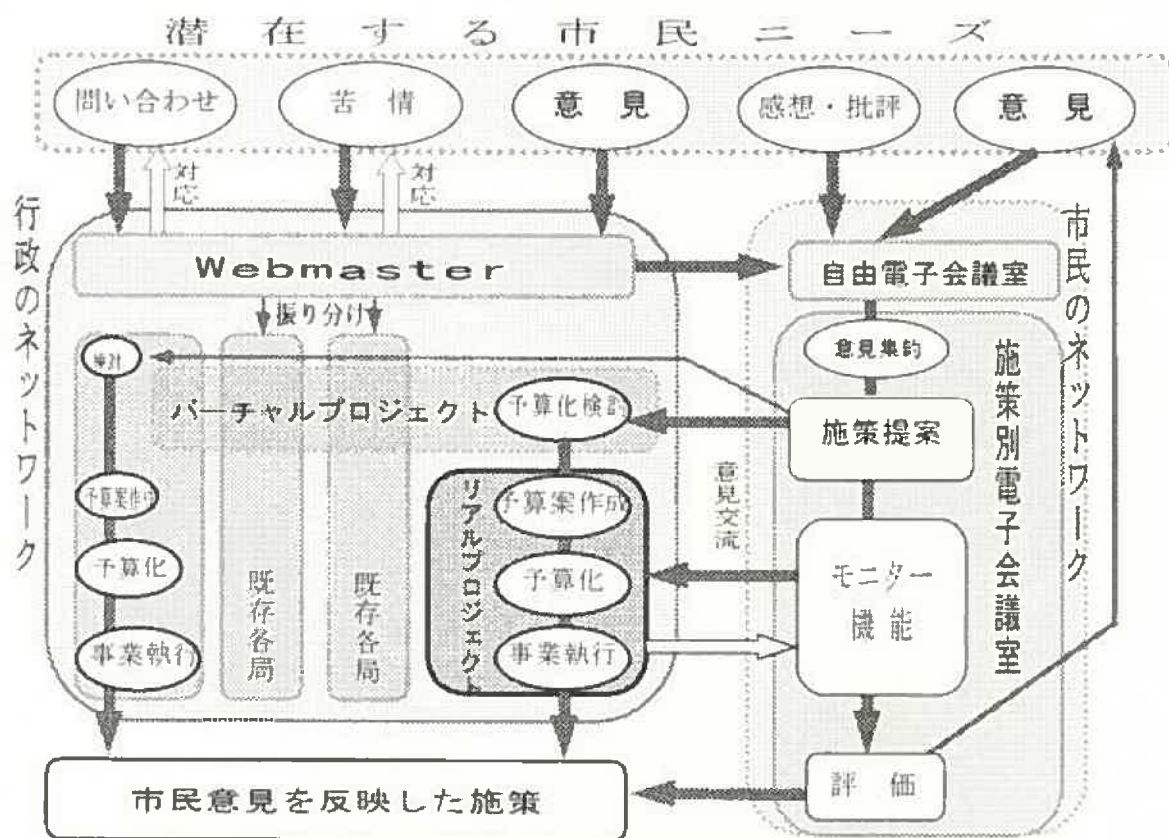 潜在する市民ニーズ
問い合わせ
苦情
意見
感想・批評
意見
対応
対応
行政のネットワーク
市民のネットワーク
Webmaster
自由電子会議室
振り分け
検討
意見集約
施策別電子会議室
バーチャルプロジェクト
予算化検討
施策提案
リアルプロジェクト
予算案作成
意見交流
予算案作
予算化
予算化
モニター
機能
既存各局
既存各局
事業執行
事業執行
評価
市民意見を反映した施策